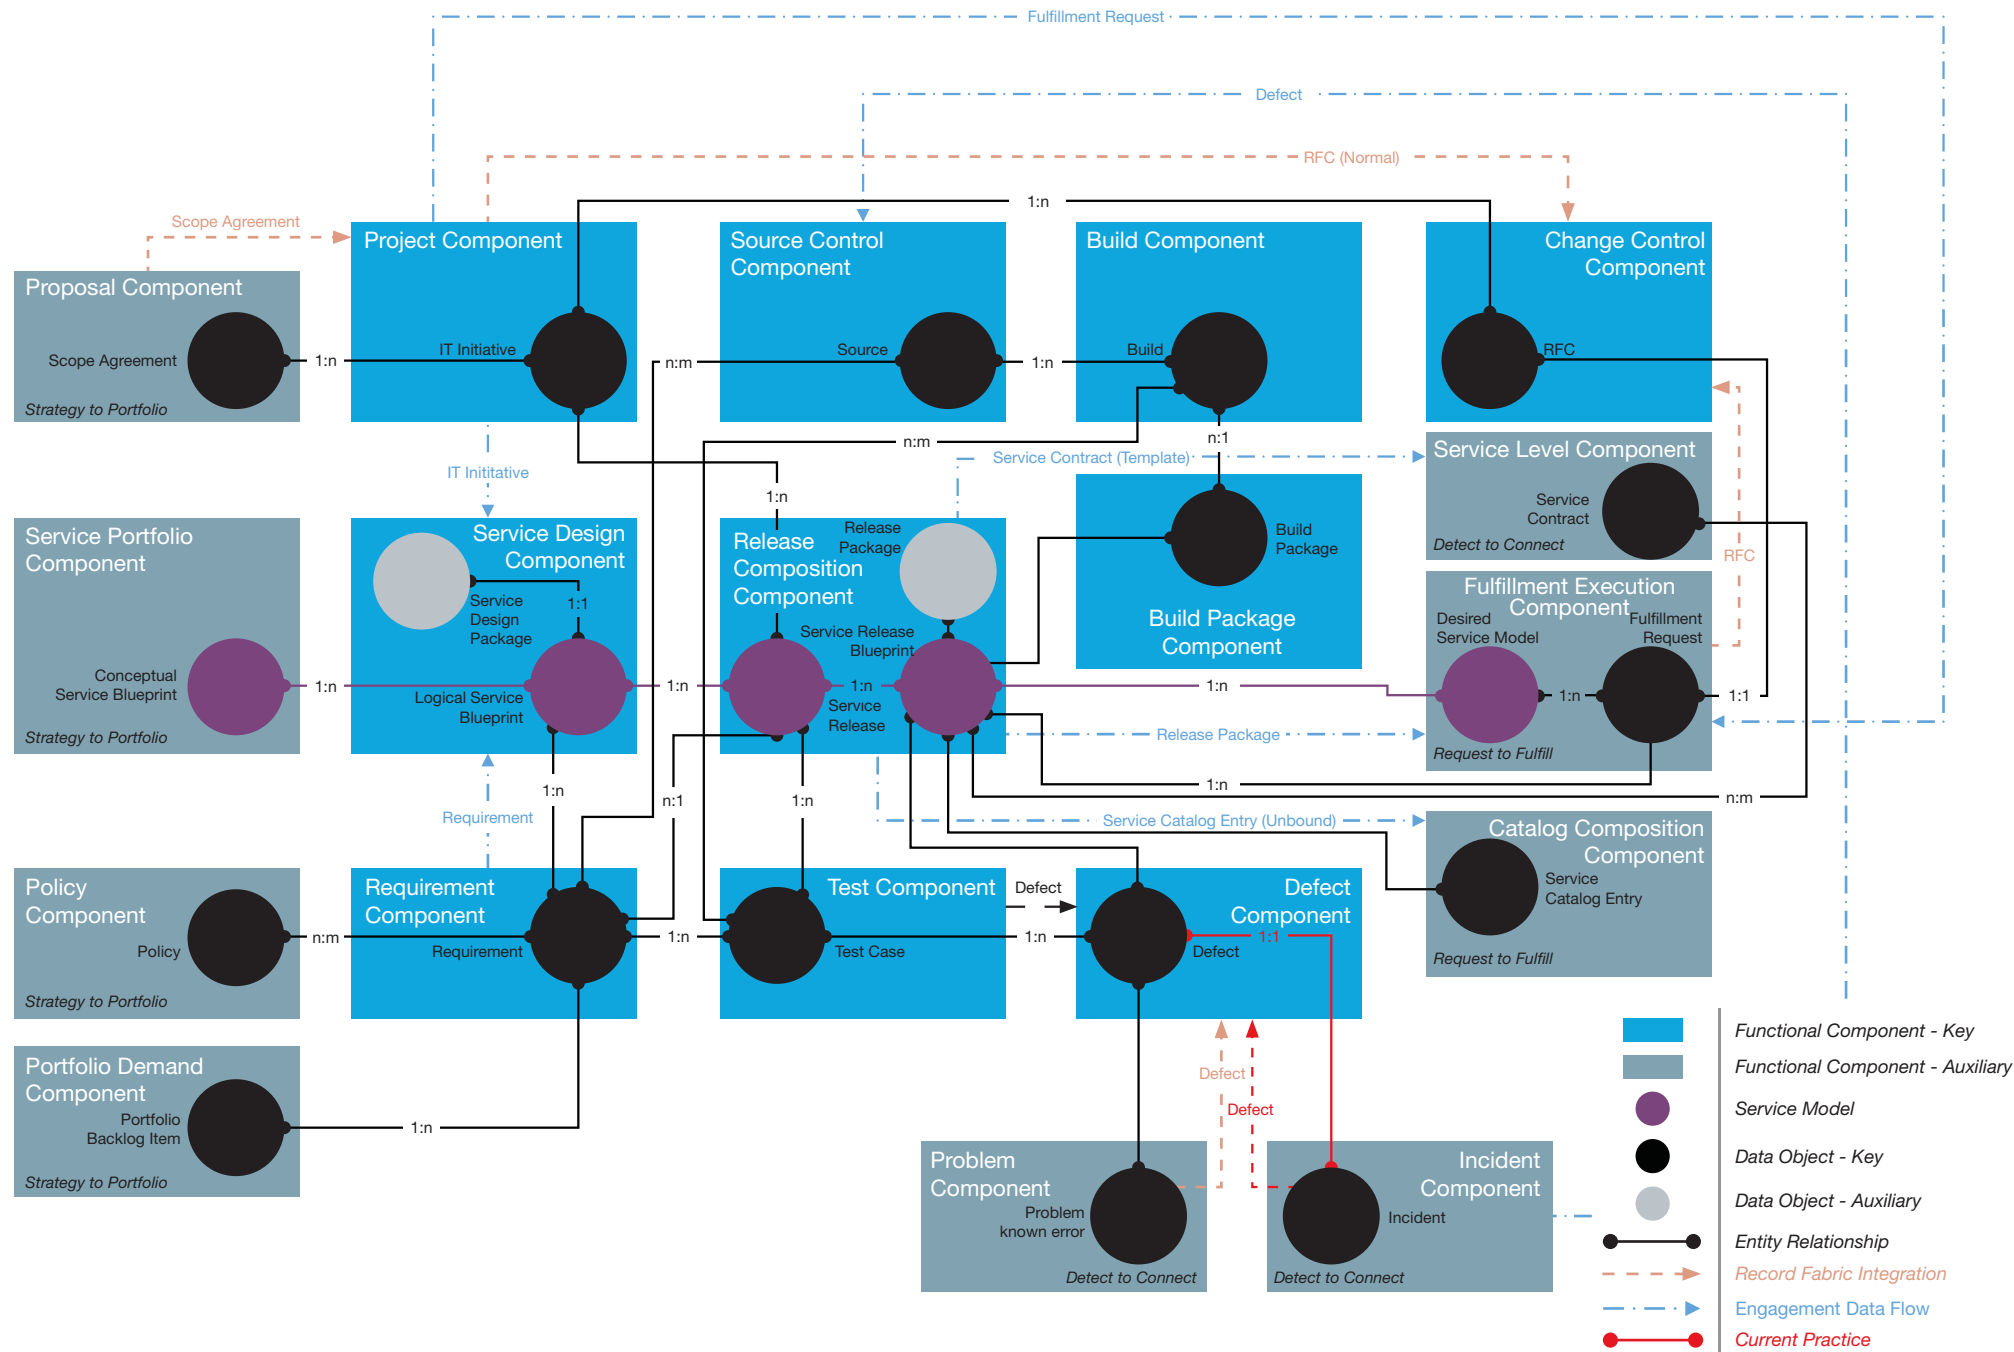 Fulfillment Request
Defect
RFC (Normal)
1:n
Scope Agreement
Project Component
Source Control
Component
Build Component
Change Control
Component
Proposal Component
Scope Agreement
1:n
IT Initiative
n:m
Source
1:n
Build
RFC
Strategy to Portfolio
n:m
n:1
IT Inititative
1:n
Service Contract (Template)
Service Level Component
Service
Contract
Detect to Connect
RFC
Service Portfolio
Component
Service Design
Component
Service
Design
Package
1:1
Release
Composition
Component
Release
Package
Build
Package
Build Package
Component
Fulfillment Execution
Component
Desired
Service Model
Fulfillment
Request
Conceptual
Service Blueprint
1:n
Logical Service
Blueprint
1:n
Service Release
Blueprint
1:n
Service
Release
1:n
1:n
1:1
Strategy to Portfolio
Release Package
Request to Fulfill
1:n
n:m
1:n
n:1
1:n
Requirement
Service Catalog Entry (Unbound)
Catalog Composition
Component
Service
Catalog Entry
Request to Fulfill
Policy
Component
Policy
Strategy to Portfolio
n:m
Requirement
Component
Requirement
1:n
Test Component
Test Case
Defect
1:n
Defect
Component
Defect
1:1
Portfolio Demand
Component
Portfolio
Backlog Item
Strategy to Portfolio
1:n
Defect
Defect
Problem
Component
Problem
known error
Detect to Connect
Incident
Component
Incident
Detect to Connect
Functional Component - Key
Functional Component - Auxiliary
Service Model
Data Object - Key
Data Object - Auxiliary
Entity Relationship
Record Fabric Integration
Engagement Data Flow
Current Practice